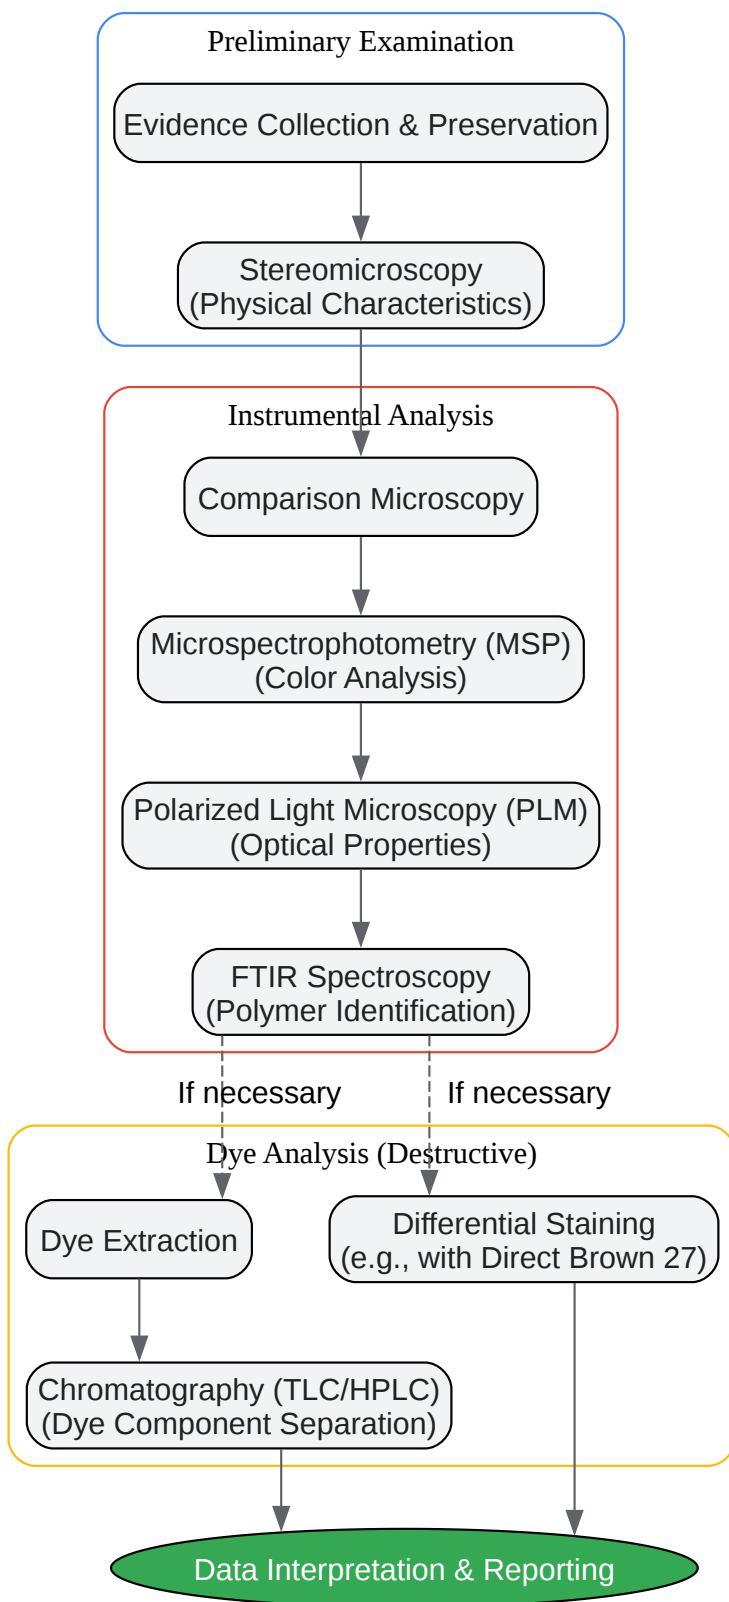 Preliminary Examination
Evidence Collection & Preservation
Stereomicroscopy
(Physical Characteristics)
Instrumental Analysis
Comparison Microscopy
Microspectrophotometry (MSP)
(Color Analysis)
Polarized Light Microscopy (PLM)
(Optical Properties)
FTIR Spectroscopy
(Polymer Identification)
If necessary
If necessary
Dye Analysis (Destructive)
Dye Extraction
Differential Staining
(e.g., with Direct Brown 27)
Chromatography (TLC/HPLC)
(Dye Component Separation)
Data Interpretation & Reporting